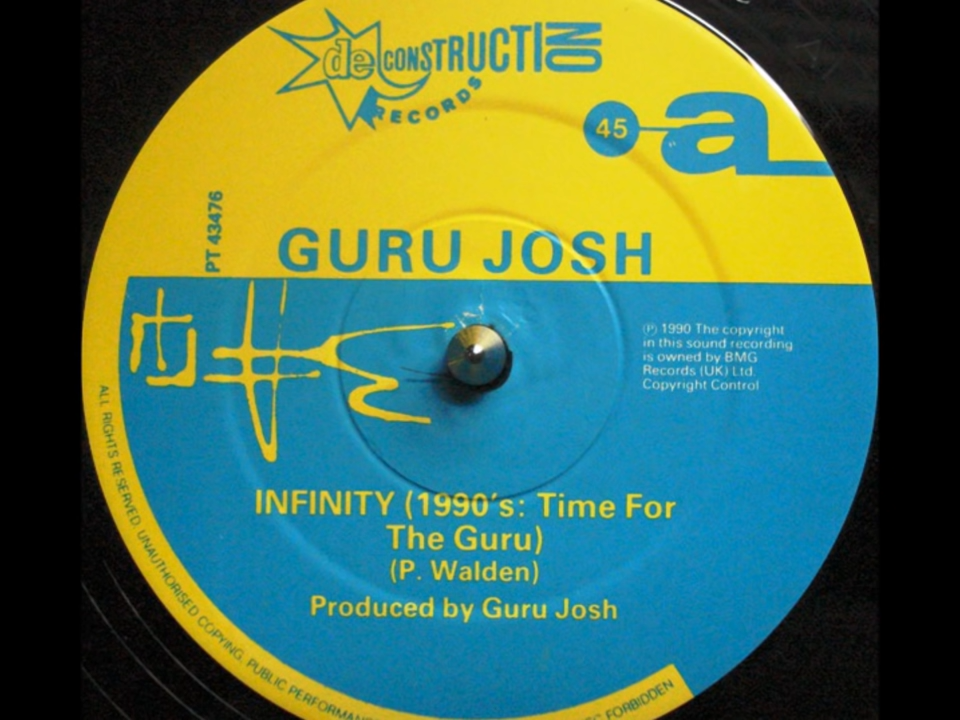 deCONSTRUCTION
RECORDS
45
a
PT 43476
GURU JOSH
℗ 1990 The copyright
in this sound recording
is owned by BMG
Records (UK) Ltd.
Copyright Control
INFINITY (1990's: Time For
The Guru)
(P. Walden)
Produced by Guru Josh
ALL RIGHTS RESERVED. UNAUTHORISED COPYING, PUBLIC PERFORMAN
FORBIDDEN